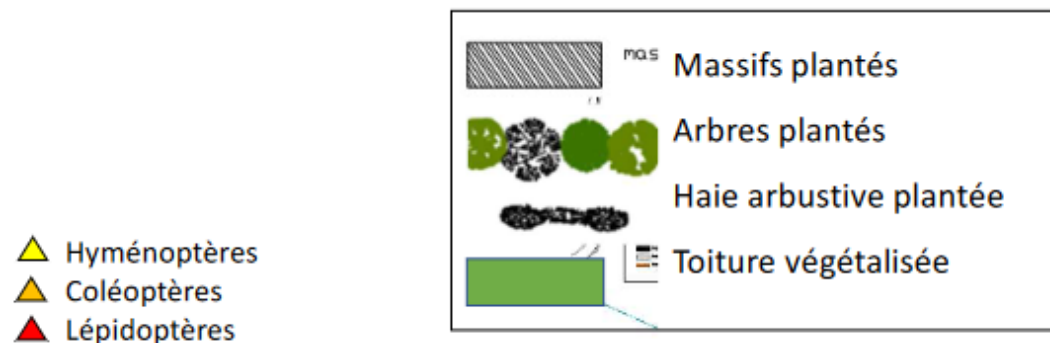 mas
Massifs plantés
Arbres plantés
Haie arbustive plantée
Toiture végétalisée
Hyménoptères
Coléoptères
Lépidoptères